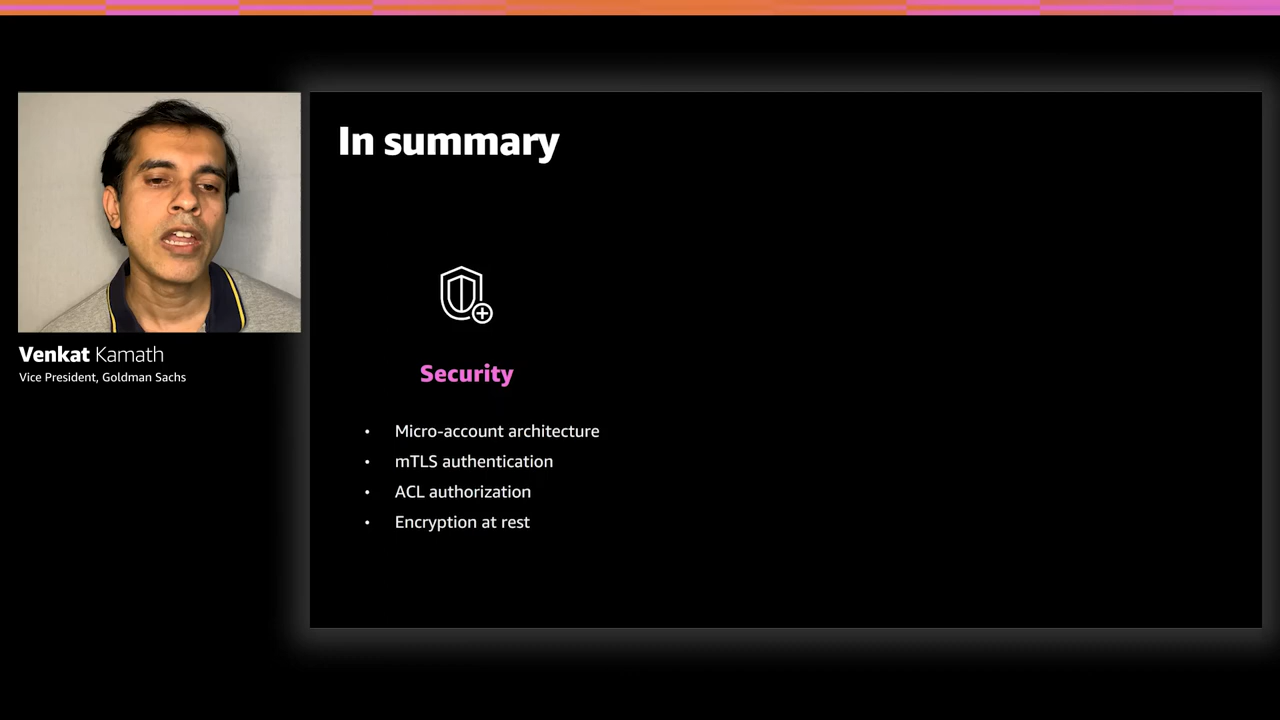 In summary
Venkat Kamath
Vice President, Goldman Sachs
Security
• Micro-account architecture
• mTLS authentication
• ACL authorization
• Encryption at rest